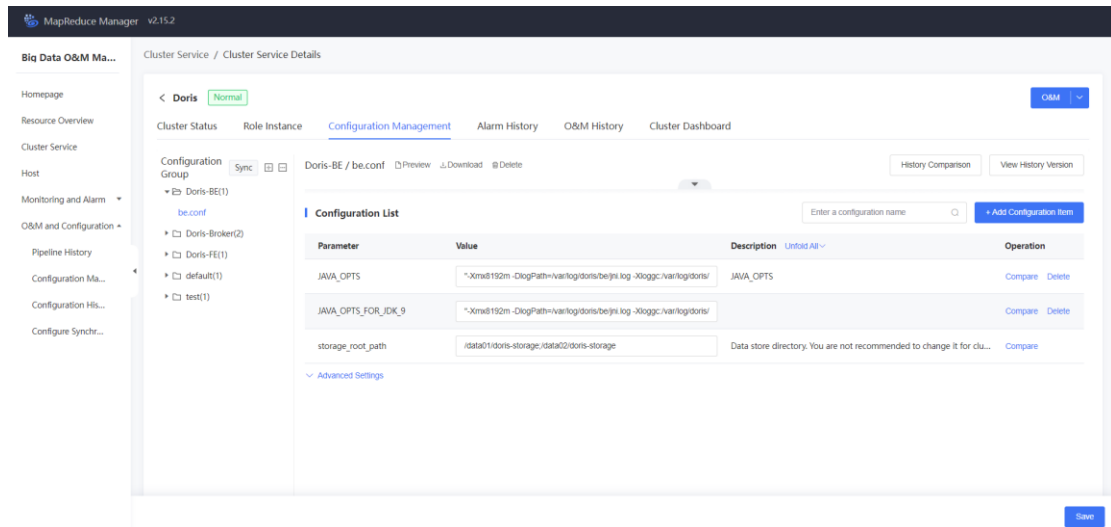 MapReduce Manager v2.15.2
Big Data O&M Ma...
Homepage
Resource Overview
Cluster Service
Host
Monitoring and Alarm
O&M and Configuration
Pipeline History
Configuration Ma...
Configuration His...
Configure Synchr...
Cluster Service / Cluster Service Details
Doris Normal
O&M
Cluster Status Role Instance Configuration Management Alarm History O&M History Cluster Dashboard
Configuration Group Sync
Doris-BE(1)
be.conf
Doris-Broker(2)
Doris-FE(1)
default(1)
test(1)
Doris-BE / be.conf Preview Download Delete
History Comparison View History Version
Configuration List
Enter a configuration name
+ Add Configuration Item
Parameter Value Description Unfold All Operation
JAVA_OPTS "-Xmx8192m -DlogPath=/var/log/doris/be/jni.log -Xloggc:/var/log/doris/ JAVA_OPTS Compare Delete
JAVA_OPTS_FOR_JDK_9 "-Xmx8192m -DlogPath=/var/log/doris/be/jni.log -Xloggc:/var/log/doris/ Compare Delete
storage_root_path /data01/doris-storage;/data02/doris-storage Data store directory. You are not recommended to change it for clu... Compare
Advanced Settings
Save